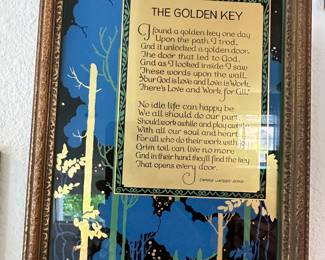 THE GOLDEN KEY
I found a golden key one day
Upon the path I trod,
And it unlocked a golden door,
The door that led to God.
And as I looked inside I saw
These words upon the wall,
"Your God is Love and Love is Work,
There's Love and Work for All."
No idle life can happy be
We all should do our part,
Should work awhile and play awhile
With all our soul and heart
For all who do their work with joy
Grim toil can live no more
And in their hand they'll find the key
That opens every door.